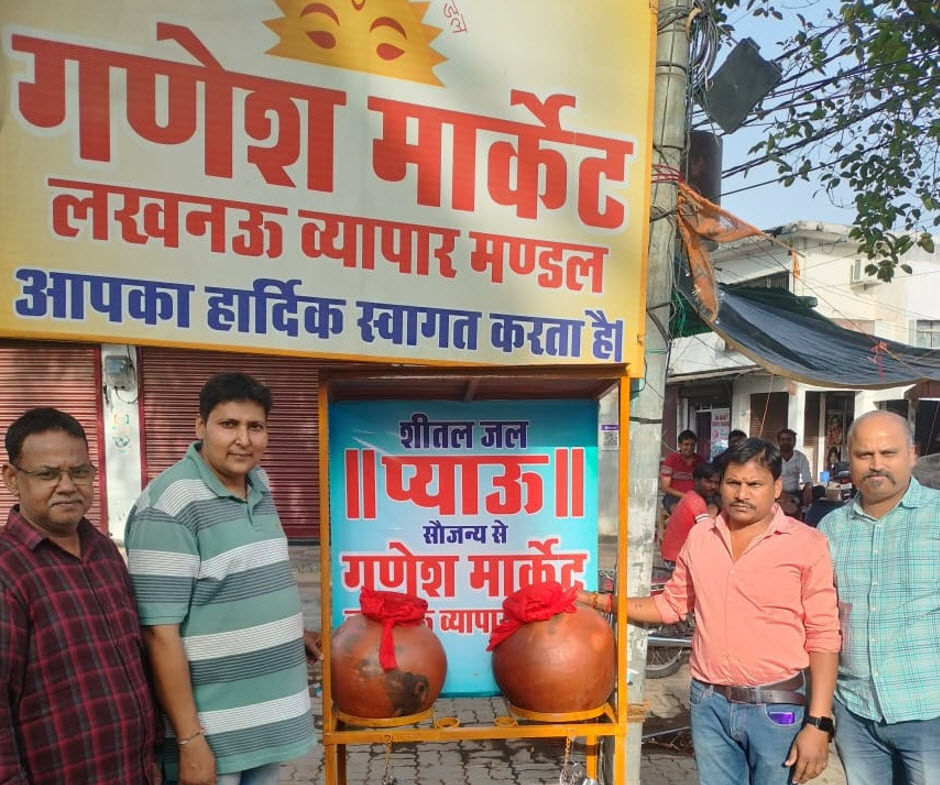 गणेश मार्केट
लखनऊ व्यापार मण्डल
आपका हार्दिक स्वागत करता है।
शीतल जल
॥प्याऊ॥
सौजन्य से
गणेश मार्केट
व्यापार